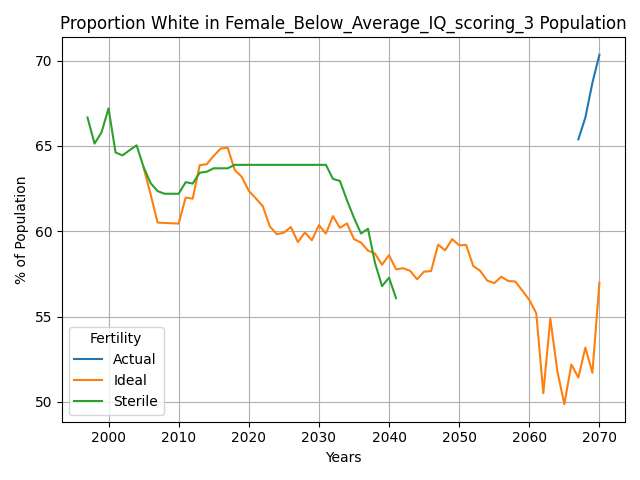 Proportion White in Female_Below_Average_IQ_scoring_3 Population
% of Population
70
65
60
55
50
Fertility
Actual
Ideal
Sterile
2000 2010 2020 2030 2040 2050 2060 2070
Years